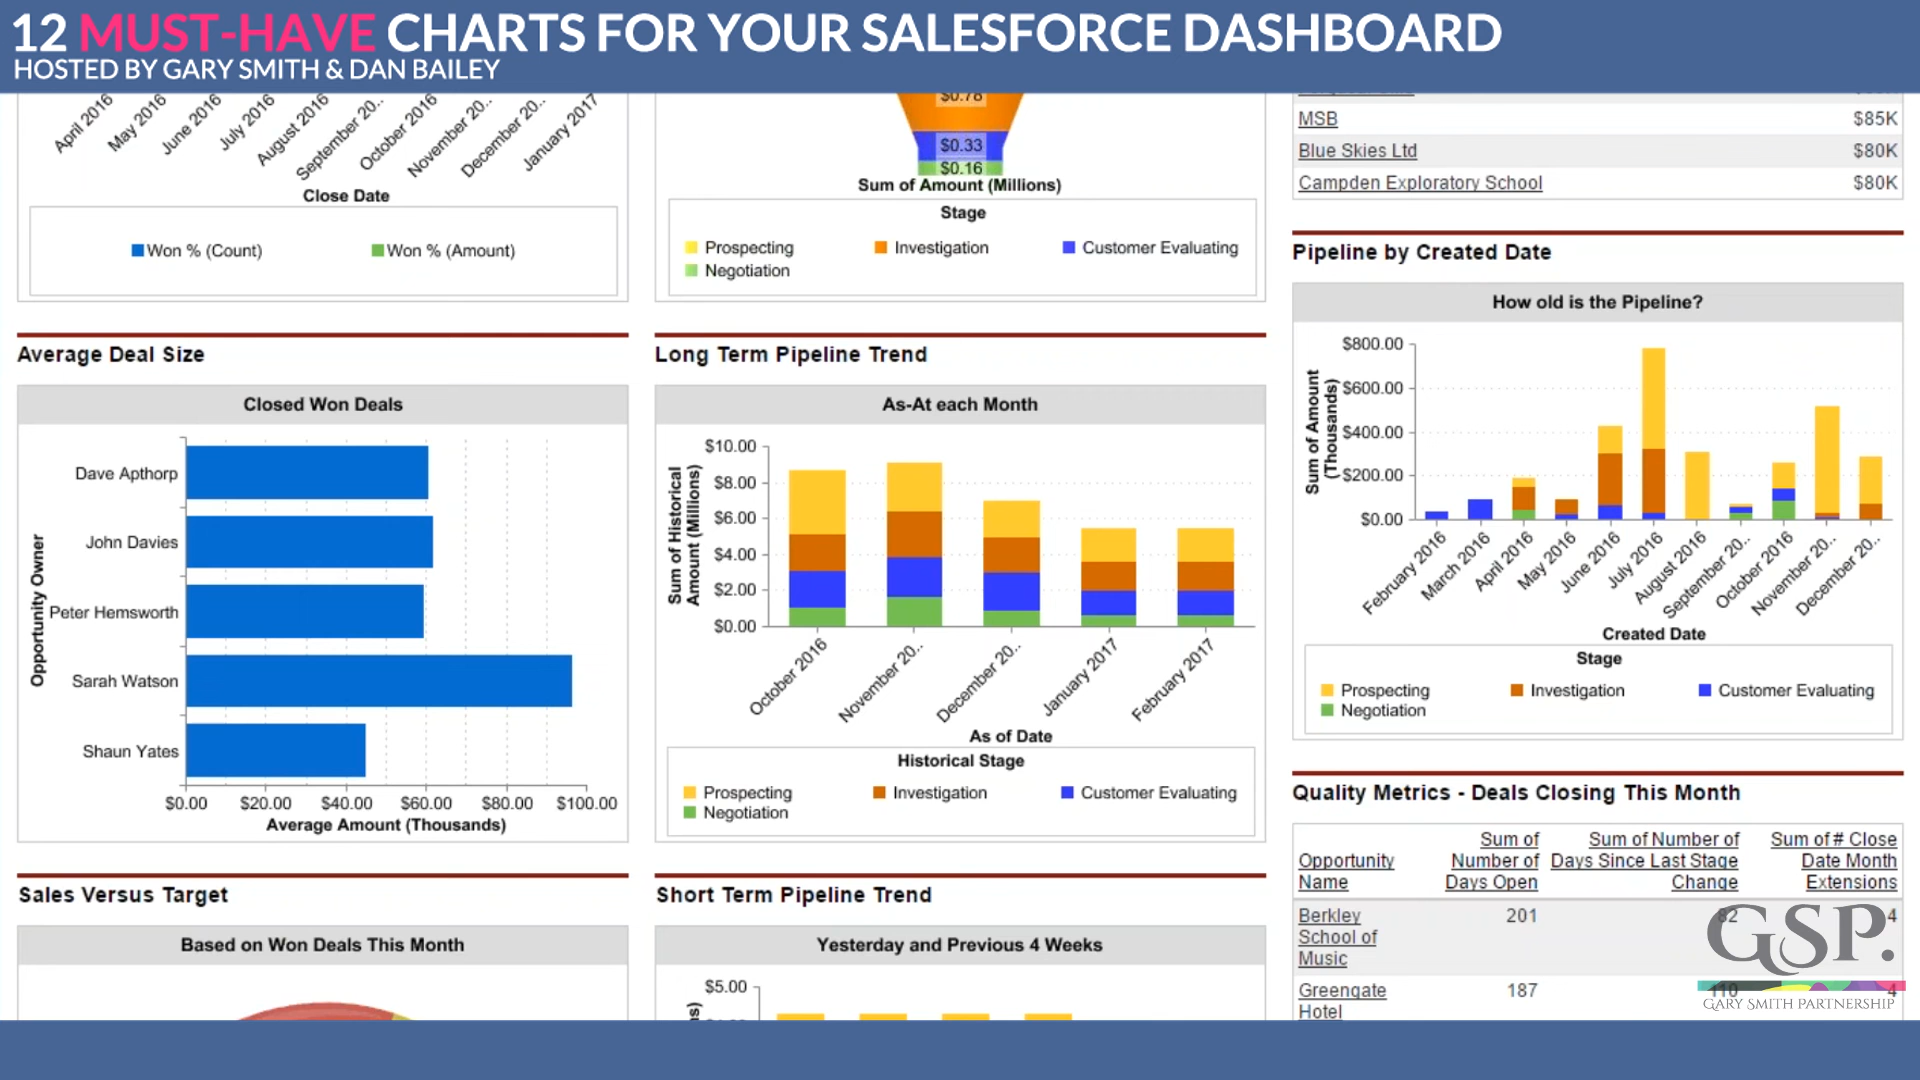 12 MUST-HAVE CHARTS FOR YOUR SALESFORCE DASHBOARD
HOSTED BY GARY SMITH & DAN BAILEY
April 2016
May 2016
June 2016
July 2016
August 2016
September 20..
October 2016
November 20..
December 20..
January 2017
Close Date
Won % (Count)
Won % (Amount)
Average Deal Size
Closed Won Deals
Opportunity Owner
Dave Apthorp
John Davies
Peter Hemsworth
Sarah Watson
Shaun Yates
$0.00 $20.00 $40.00 $60.00 $80.00 $100.00
Average Amount (Thousands)
Sales Versus Target
Based on Won Deals This Month
$0.78
$0.33
$0.16
Sum of Amount (Millions)
Stage
Prospecting Investigation Customer Evaluating
Negotiation
Long Term Pipeline Trend
As-At each Month
Sum of Historical
Amount (Millions)
$10.00
$8.00
$6.00
$4.00
$2.00
$0.00
October 2016
November 20..
December 20..
January 2017
February 2017
As of Date
Historical Stage
Prospecting Investigation Customer Evaluating
Negotiation
Short Term Pipeline Trend
Yesterday and Previous 4 Weeks
$5.00
MSB $85K
Blue Skies Ltd $80K
Campden Exploratory School $80K
Pipeline by Created Date
How old is the Pipeline?
Sum of Amount
(Thousands)
$800.00
$600.00
$400.00
$200.00
$0.00
February 2016
March 2016
April 2016
May 2016
June 2016
July 2016
August 2016
September 20..
October 2016
November 20..
December 20..
Created Date
Stage
Prospecting Investigation Customer Evaluating
Negotiation
Quality Metrics - Deals Closing This Month
Opportunity
Name
Sum of
Number of
Days Open
Sum of Number of
Days Since Last Stage
Change
Sum of # Close
Date Month
Extensions
Berkley
School of
Music
201 82 4
Greengate
Hotel
187 110 4
GSP.
GARY SMITH PARTNERSHIP